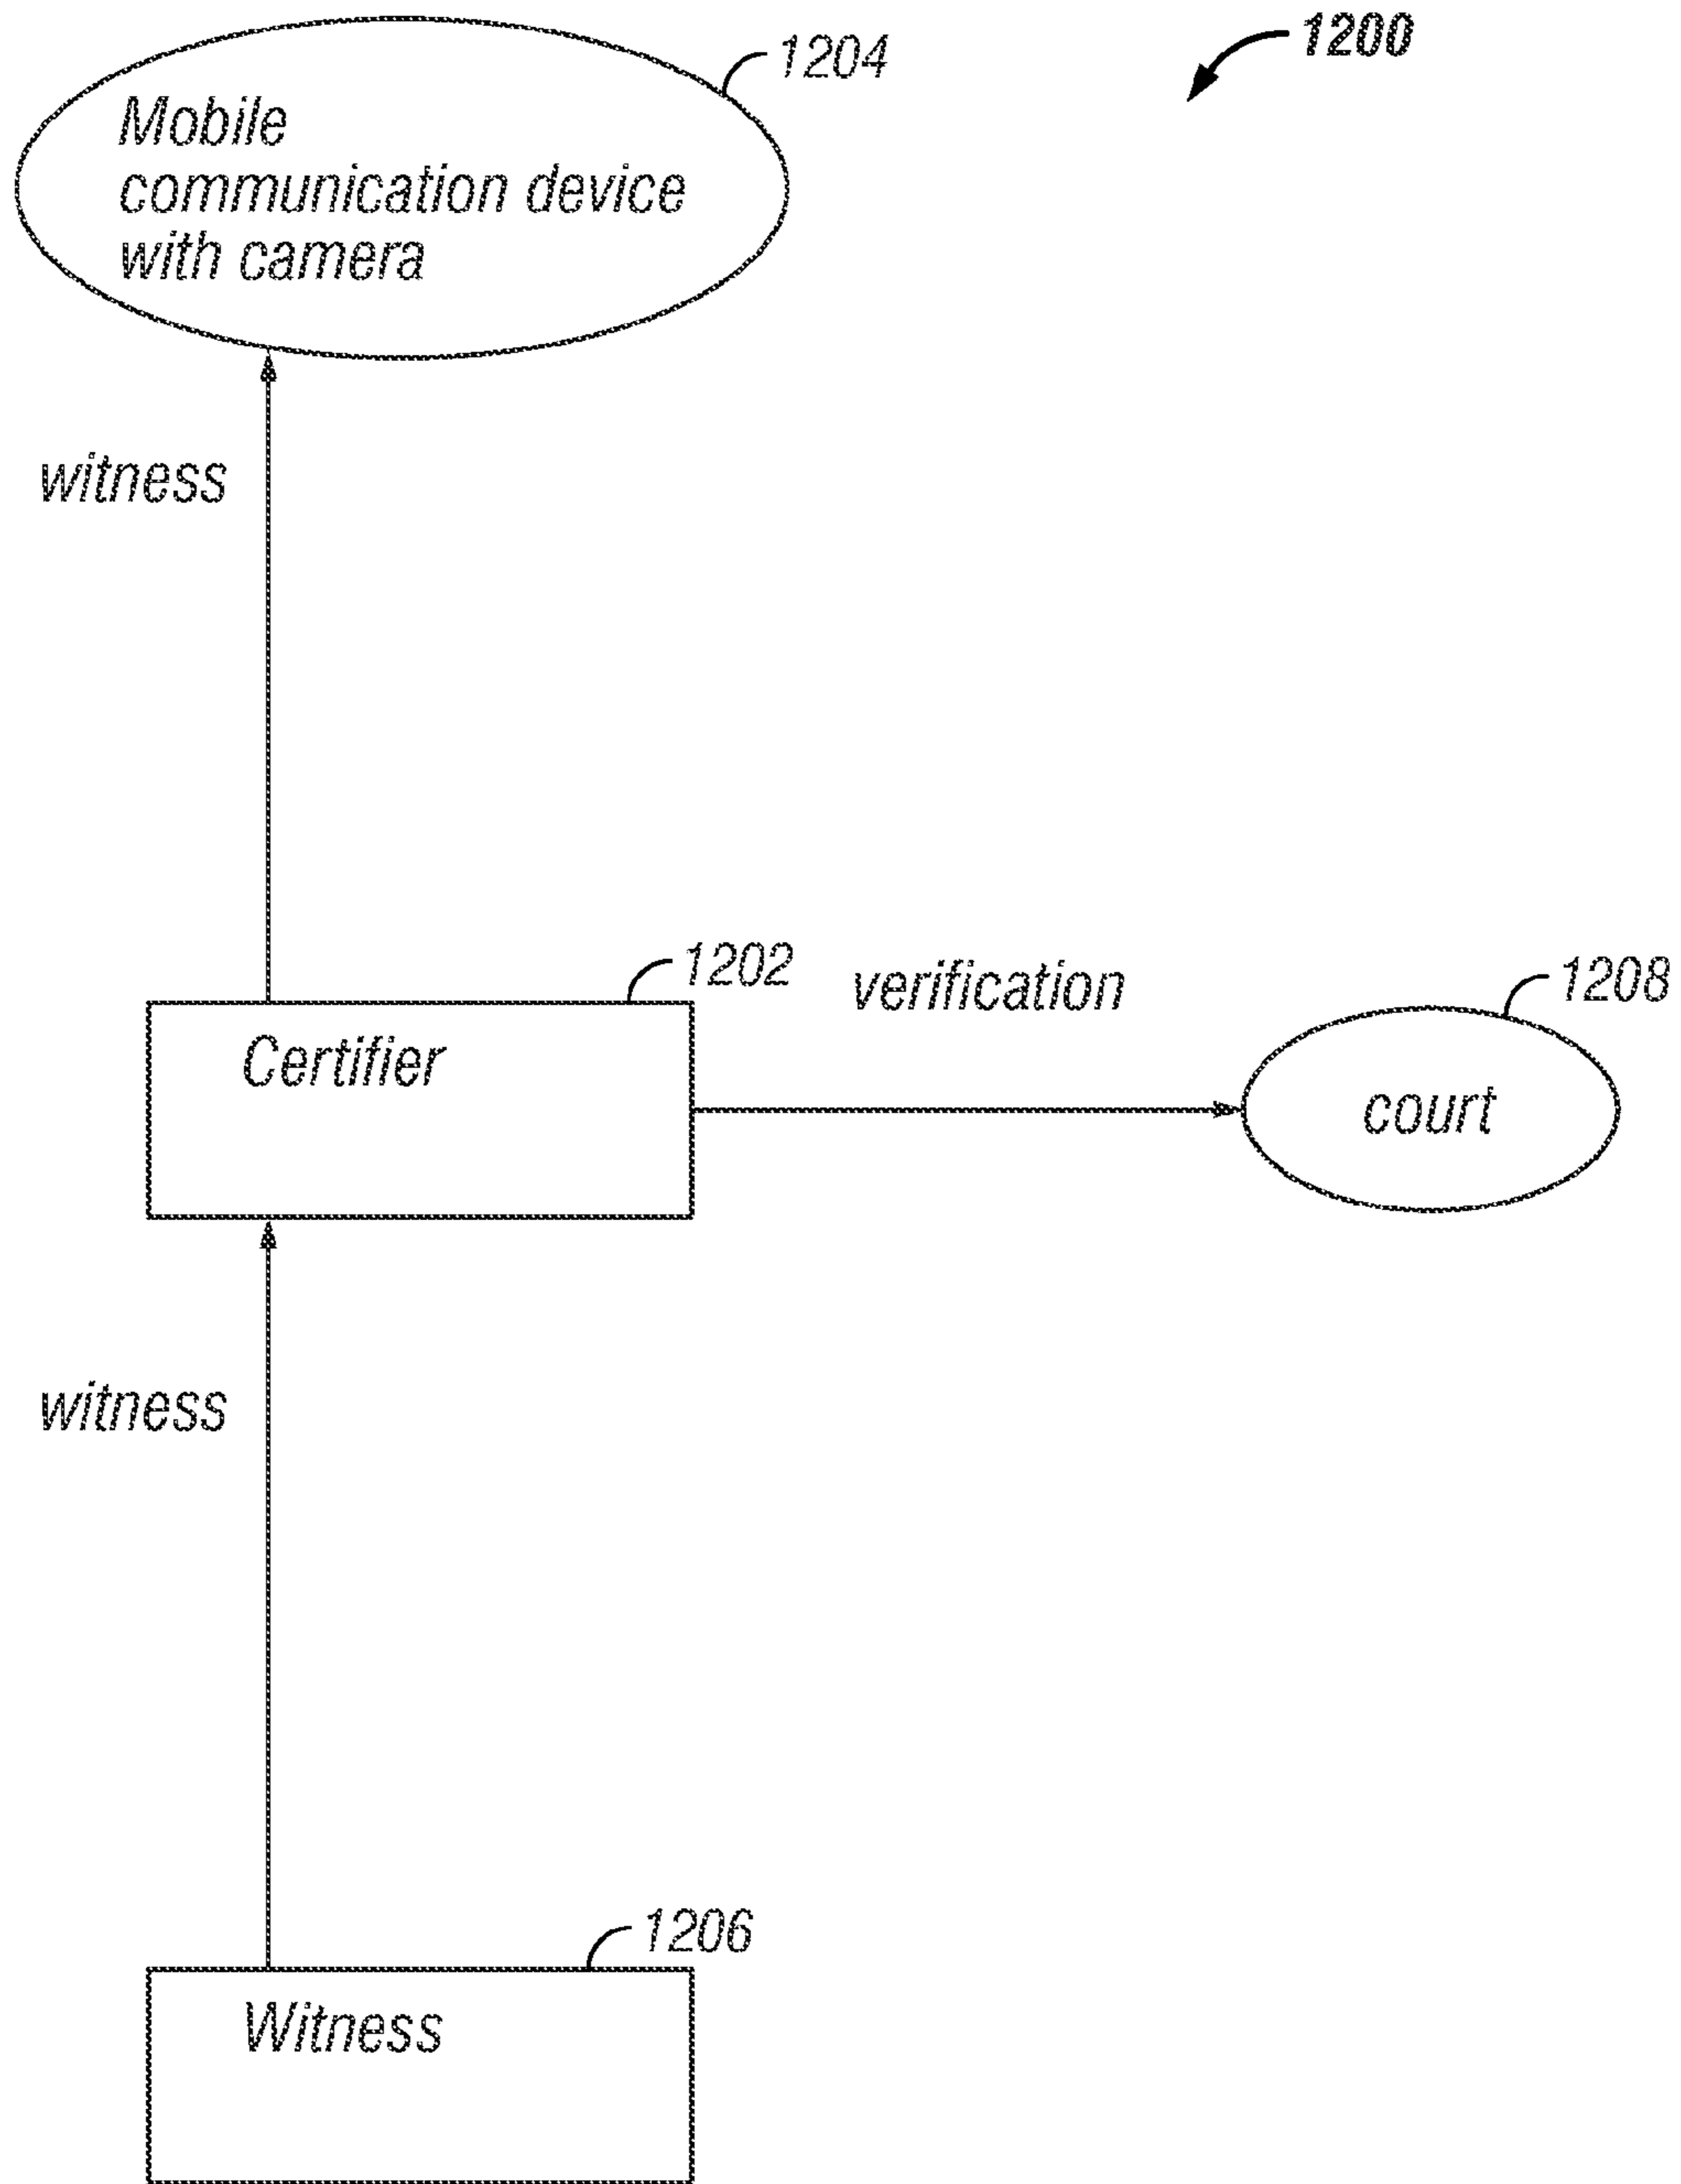 1200
1204
Mobile
communication device
with camera
witness
1202
verification
1208
Certifier
court
witness
1206
Witness